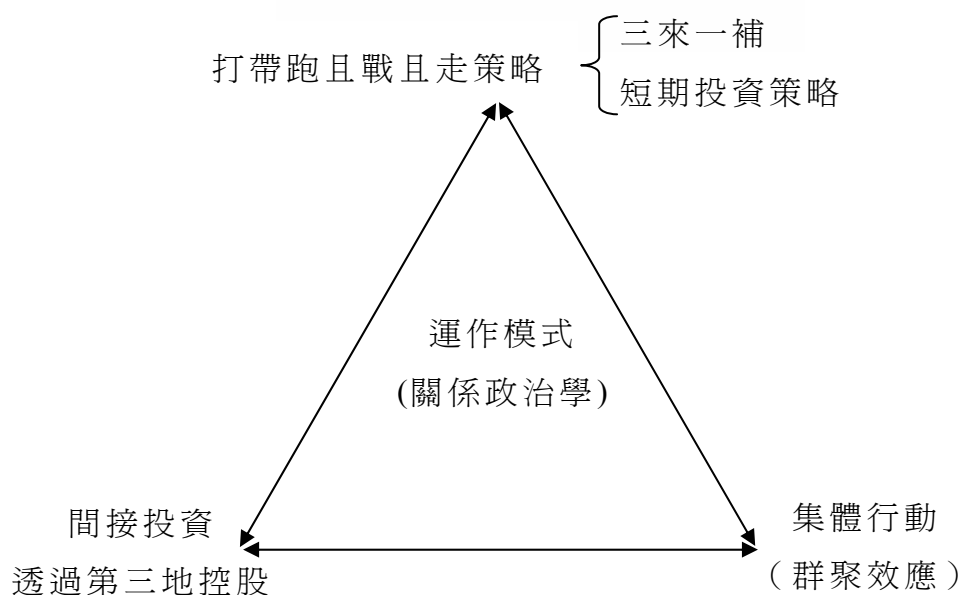 三來一補
打帶跑且戰且走策略
短期投資策略
運作模式
(關係政治學)
間接投資
透過第三地控股
集體行動
（群聚效應）